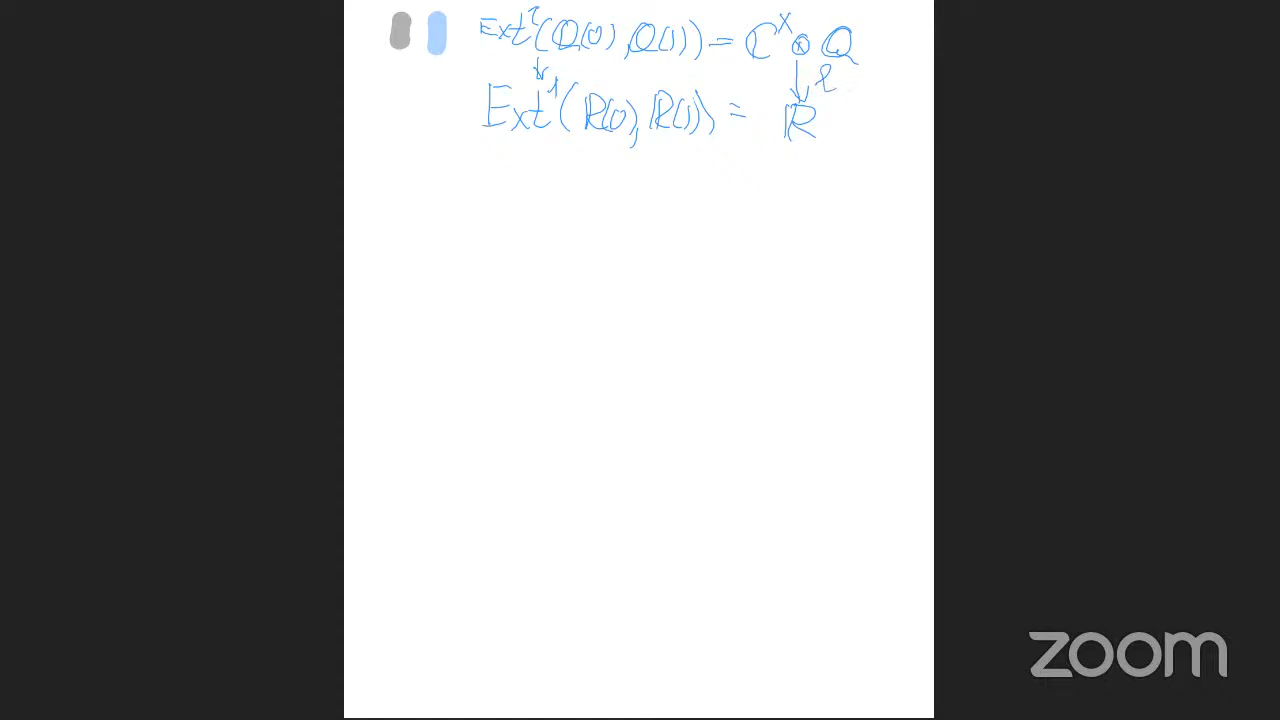 Ext¹(Q(0), Q(1)) = C^× ⊗ Q
↓ ↓ ℓ
Ext¹(R(0), R(1)) = R
zoom